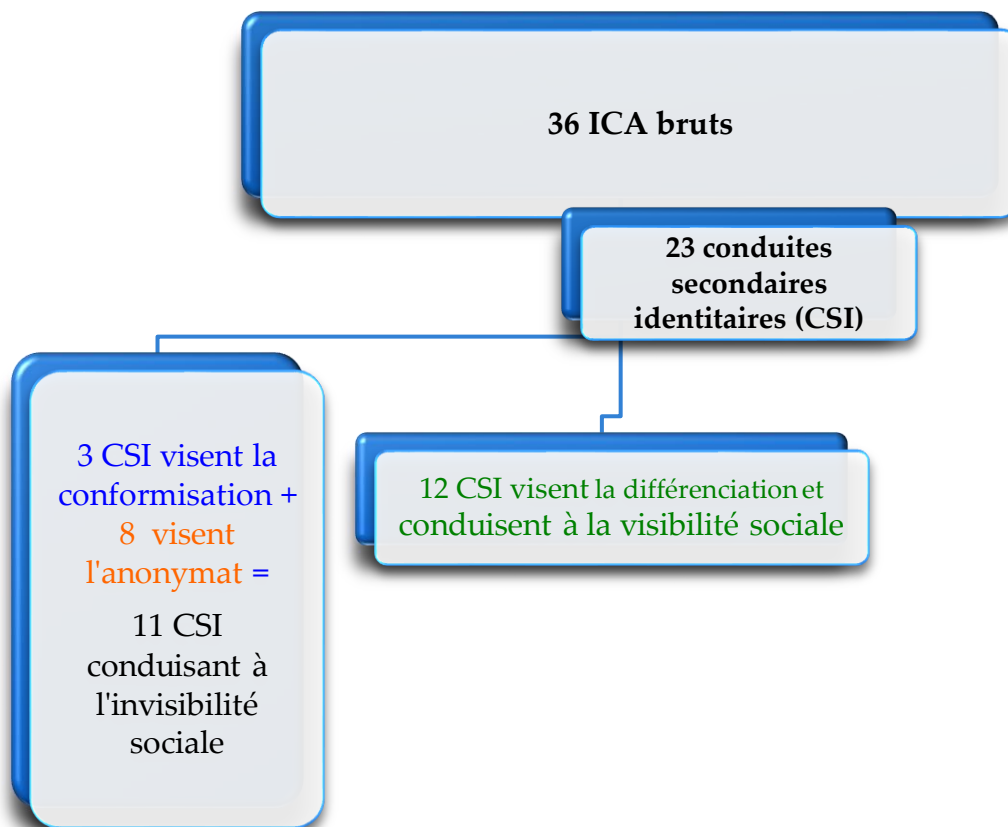 36 ICA bruts
23 conduites
secondaires
identitaires (CSI)
3 CSI visent la
conformisation +
8 visent
l'anonymat =
11 CSI
conduisant à
l'invisibilité
sociale
12 CSI visent la différenciation et
conduisent à la visibilité sociale